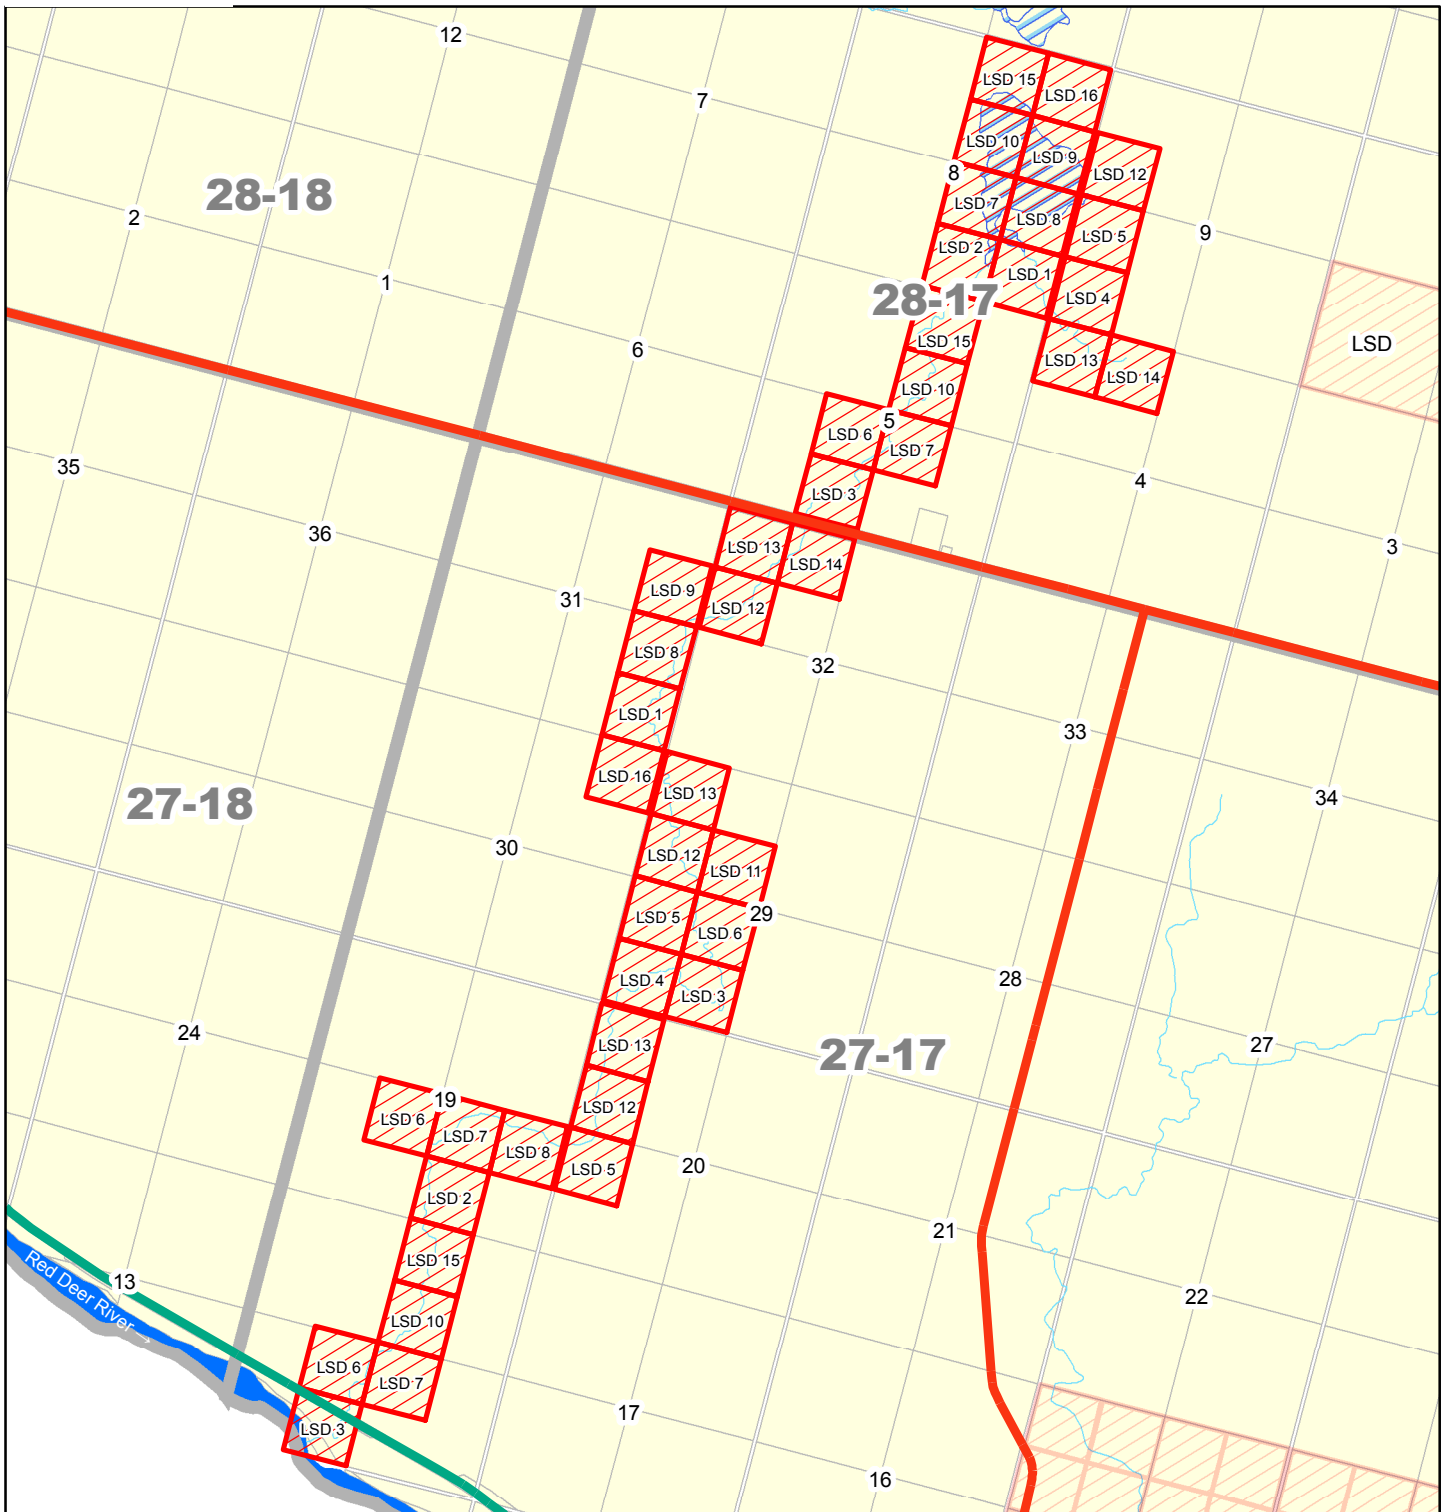 12
7
LSD 15
LSD 16
LSD 10
LSD 9
LSD 12
8
LSD 7
LSD 8
LSD 5
9
28-18
2
1
LSD 2
LSD 1
LSD 4
28-17
LSD 15
LSD 13
LSD 14
LSD
6
LSD 10
5
LSD 6
LSD 7
4
LSD 3
3
35
36
LSD 13
LSD 14
31
LSD 9
LSD 12
32
LSD 8
LSD 1
33
LSD 16
LSD 13
34
27-18
30
LSD 12
LSD 11
LSD 5
LSD 6
29
LSD 4
LSD 3
28
24
LSD 13
27-17
27
19
LSD 6
LSD 7
LSD 8
LSD 12
LSD 5
20
LSD 2
21
LSD 15
22
13
Red Deer River →
LSD 10
LSD 6
LSD 7
LSD 3
17
16